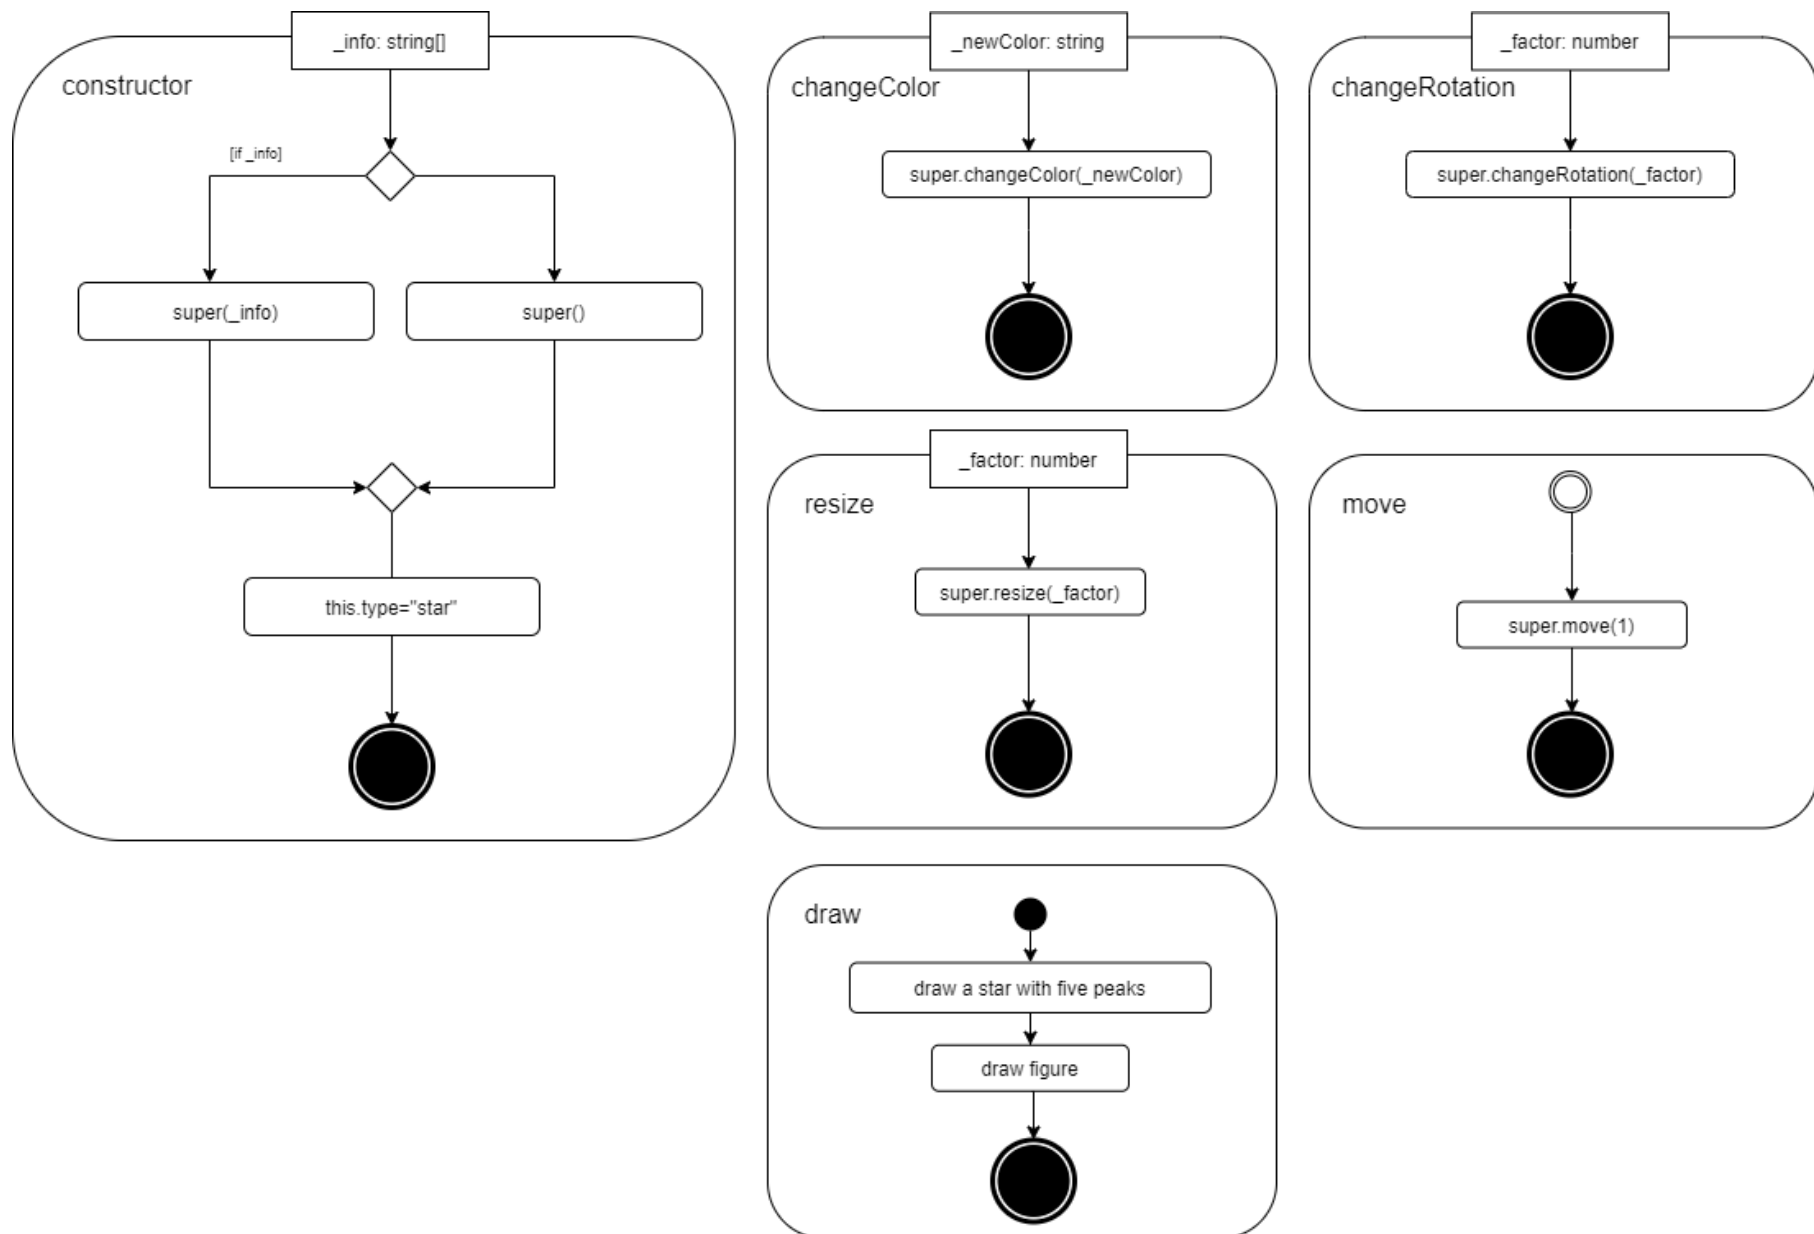 _info: string[]
constructor
[if _info]
super(_info)
super()
this.type="star"
_newColor: string
changeColor
super.changeColor(_newColor)
_factor: number
changeRotation
super.changeRotation(_factor)
_factor: number
resize
super.resize(_factor)
move
super.move(1)
draw
draw a star with five peaks
draw figure